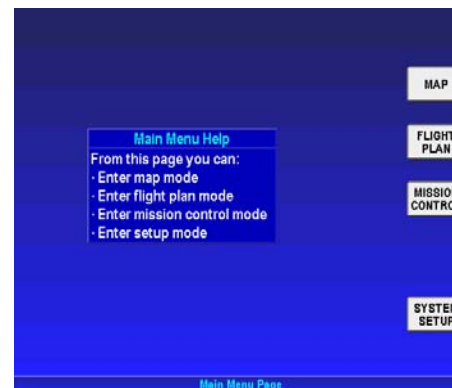 Main Menu Help
From this page you can:
· Enter map mode
· Enter flight plan mode
· Enter mission control mode
· Enter setup mode
MAP
FLIGHT
PLAN
MISSIO
CONTRO
SYSTE
SETUP
Main Menu Page